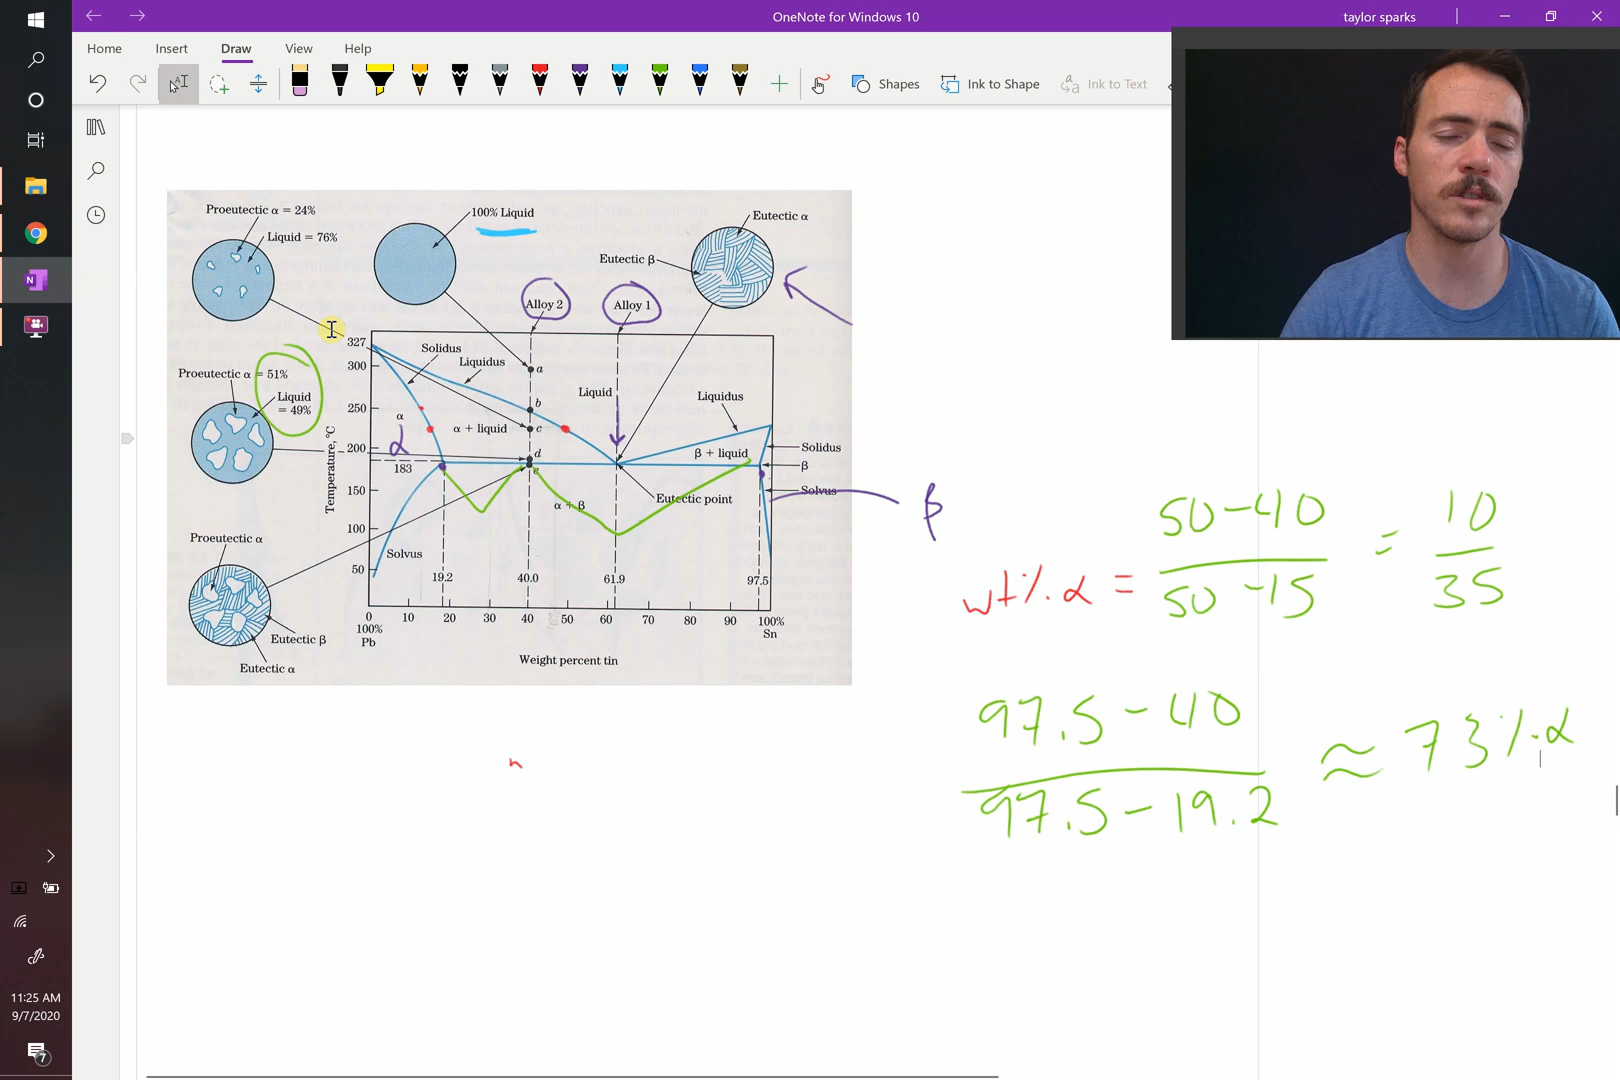 OneNote for Windows 10
taylor sparks
Home Insert Draw View Help
Shapes
Ink to Shape
Ink to Text
Proeutectic α = 24%
Liquid = 76%
100% Liquid
Eutectic α
Eutectic β
Alloy 2
Alloy 1
327
300
250
200
183
150
100
50
Temperature, °C
Solidus
Liquidus
Liquid
Liquidus
a
b
c
d
e
α
α + liquid
α
β + liquid
Solidus
β
Solvus
Eutectic point
α + β
Solvus
β
Proeutectic α = 51%
Liquid
= 49%
Proeutectic α
Eutectic β
Eutectic α
19.2 40.0 61.9 97.5
0 10 20 30 40 50 60 70 80 90 100%
100%
Pb
Sn
Weight percent tin
wt% α = 50-40 = 10
50-15 35
97.5-40 ≈ 73% α
97.5-19.2
11:25 AM
9/7/2020
7